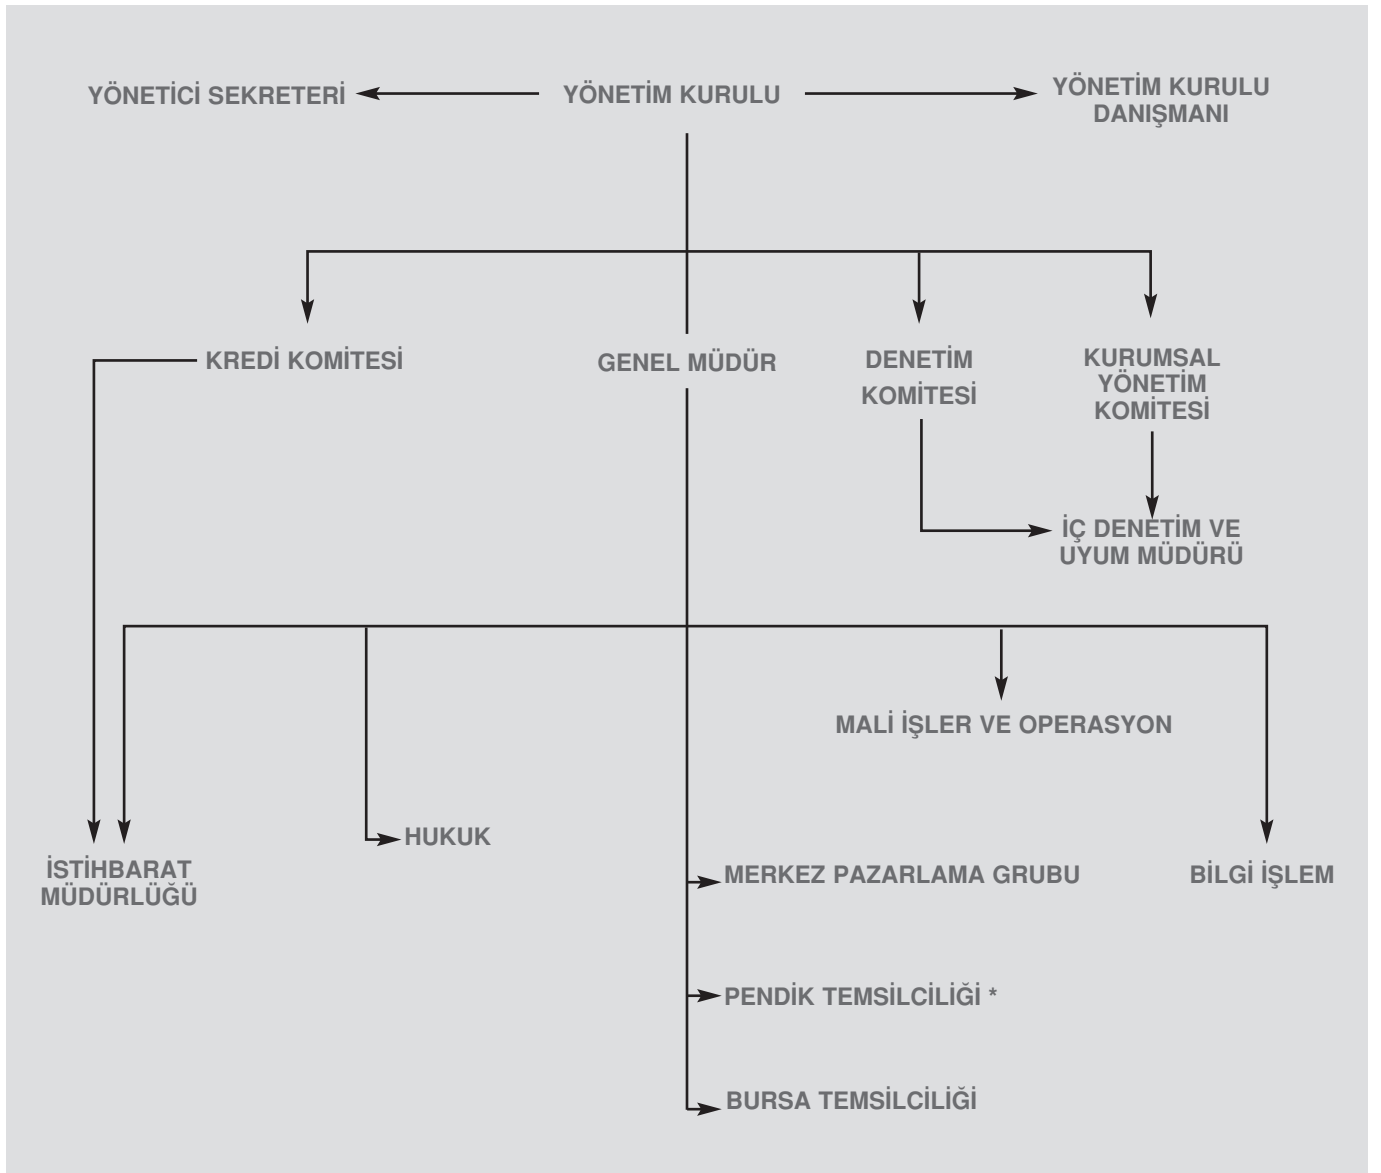 YÖNETİCİ SEKRETERİ
YÖNETİM KURULU
YÖNETİM KURULU
DANIŞMANI
KREDİ KOMİTESİ
GENEL MÜDÜR
DENETİM
KOMİTESİ
KURUMSAL
YÖNETİM
KOMİTESİ
İÇ DENETİM VE
UYUM MÜDÜRÜ
MALİ İŞLER VE OPERASYON
HUKUK
İSTİHBARAT
MÜDÜRLÜĞÜ
MERKEZ PAZARLAMA GRUBU
BİLGİ İŞLEM
PENDİK TEMSİLCİLİĞİ *
BURSA TEMSİLCİLİĞİ